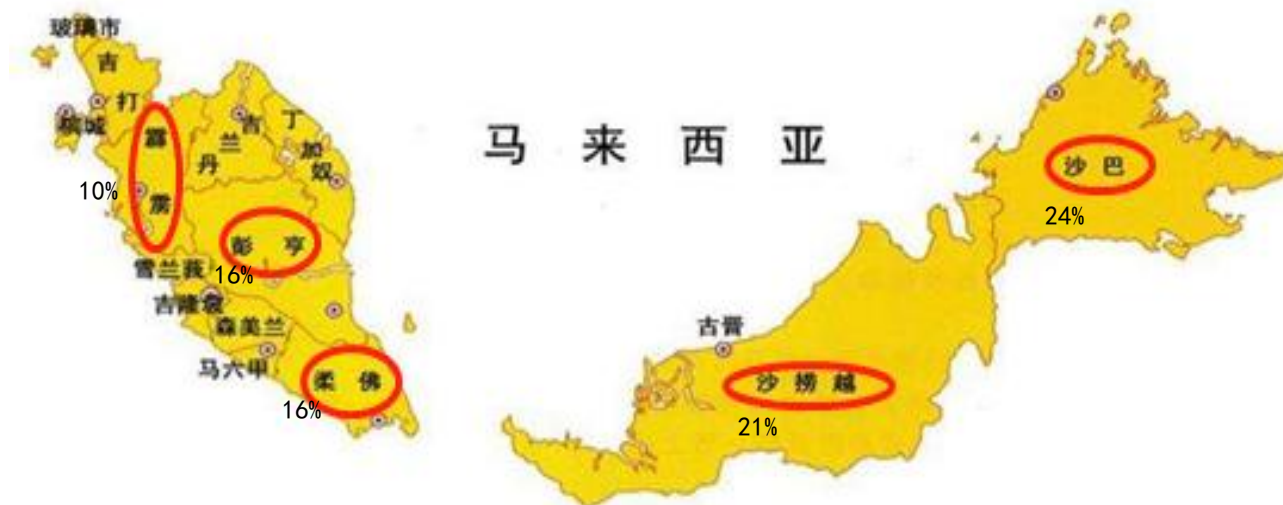 玻璃市
吉打
槟城
霹雳
10%
吉兰丹
丁加奴
彭亨
16%
雪兰莪
吉隆坡
森美兰
马六甲
柔佛
16%
马来西亚
沙巴
24%
古晋
沙捞越
21%